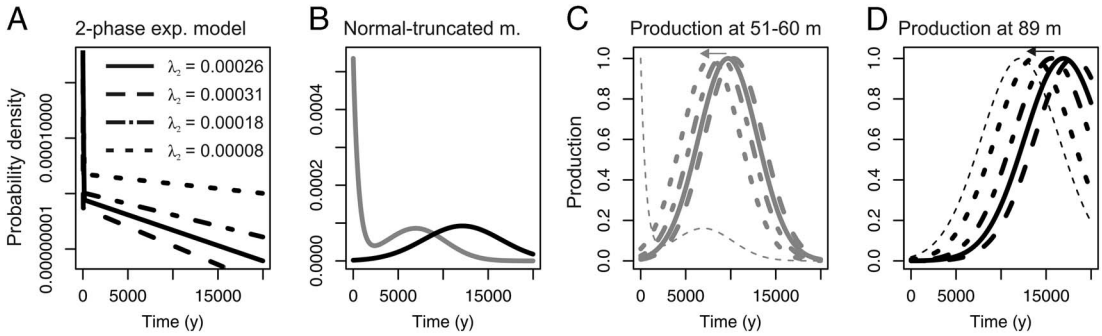 A
2-phase exp. model
Probability density
0.00010000
0.00000001
λ2 = 0.00026
λ2 = 0.00031
λ2 = 0.00018
λ2 = 0.00008
0 5000 15000
Time (y)
B
Normal-truncated m.
0.0004
0.0002
0.0000
0 5000 15000
Time (y)
C
Production at 51-60 m
Production
1.0
0.8
0.6
0.4
0.2
0.0
0 5000 15000
Time (y)
D
Production at 89 m
1.0
0.8
0.6
0.4
0.2
0.0
0 5000 15000
Time (y)